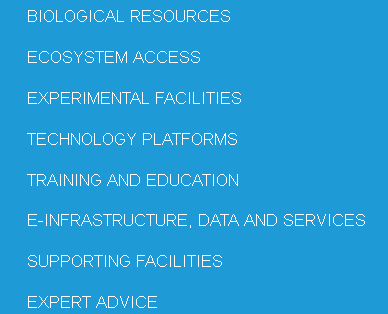 BIOLOGICAL RESOURCES
ECOSYSTEM ACCESS
EXPERIMENTAL FACILITIES
TECHNOLOGY PLATFORMS
TRAINING AND EDUCATION
E-INFRASTRUCTURE, DATA AND SERVICES
SUPPORTING FACILITIES
EXPERT ADVICE